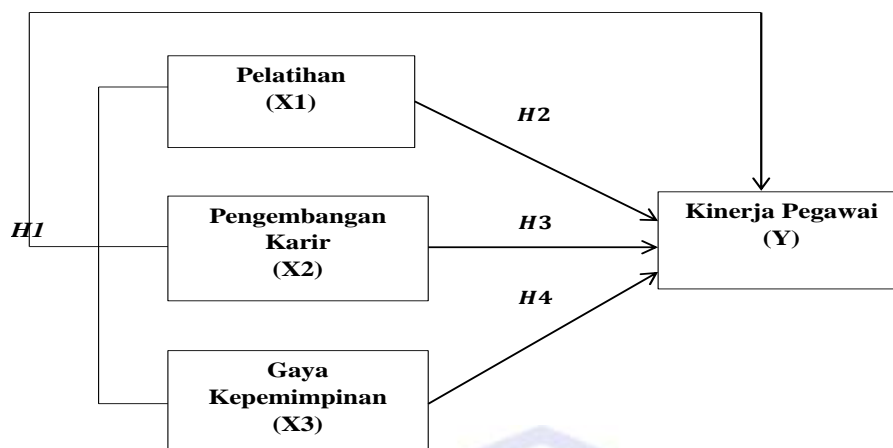 Pelatihan
(X1)
H2
Pengembangan
Karir
(X2)
H1
H3
Kinerja Pegawai
(Y)
H4
Gaya
Kepemimpinan
(X3)